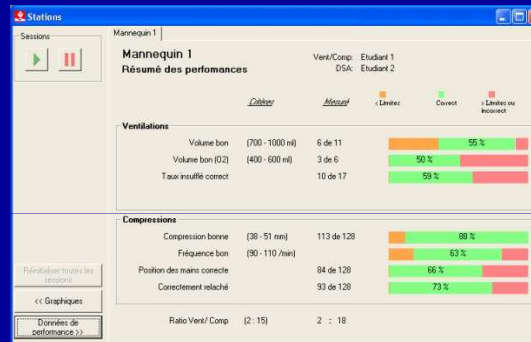 Stations
Sessions
Mannequin 1
Mannequin 1
Résumé des perfomances
Vent/Comp: Etudiant 1
DSA: Etudiant 2
Critères Mesuré < Limites Correct > Limites ou incorrect
Ventilations
Volume bon (700 - 1000 ml) 6 de 11 55 %
Volume bon (O2) (400 - 600 ml) 3 de 6 50 %
Taux insufflé correct 10 de 17 59 %
Compressions
Compression bonne (38 - 51 mm) 113 de 128 88 %
Fréquence bon (90 - 110 /min) 63 %
Position des mains correcte 84 de 128 66 %
Correctement relaché 93 de 128 73 %
Ratio Vent/ Comp (2 : 15) 2 : 18
Réinitialiser toutes les sessions
<< Graphiques
Données de performance >>